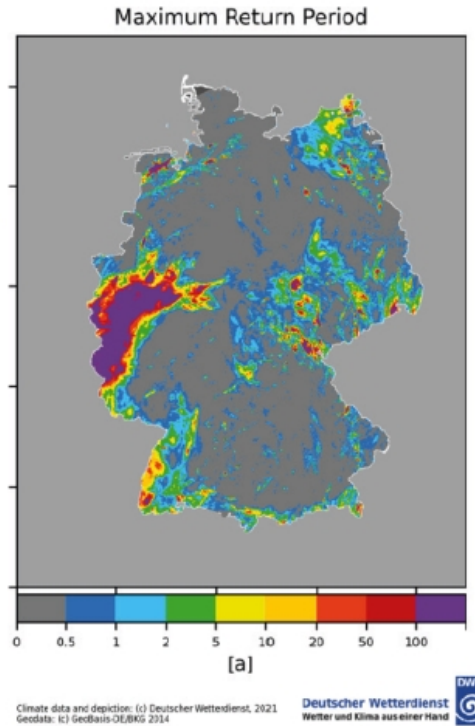 Maximum Return Period
0 0.5 1 2 5 10 20 50 100
[a]
Climate data and depiction: (c) Deutscher Wetterdienst, 2021
Geodata: (c) GeoBasis-DE/BKG 2014
Deutscher Wetterdienst
Wetter und Klima aus einer Hand
DW